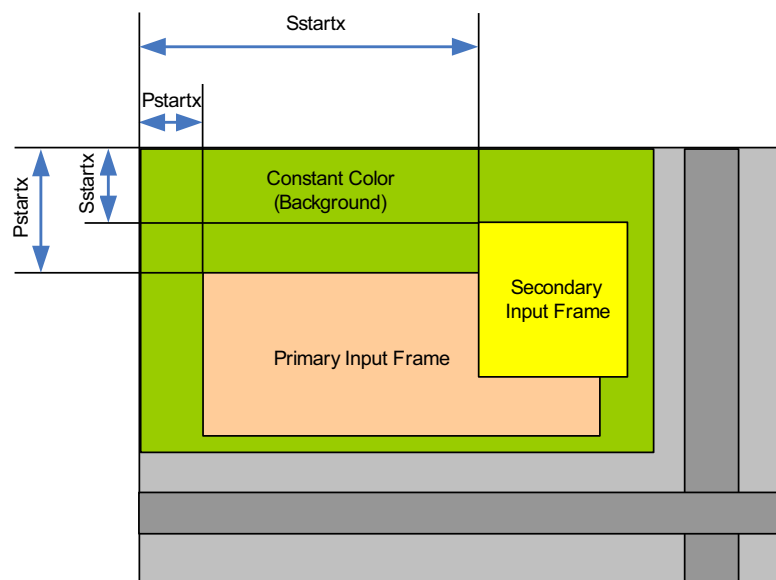 Sstartx
Pstartx
Pstartx
Sstartx
Constant Color
(Background)
Secondary
Input Frame
Primary Input Frame